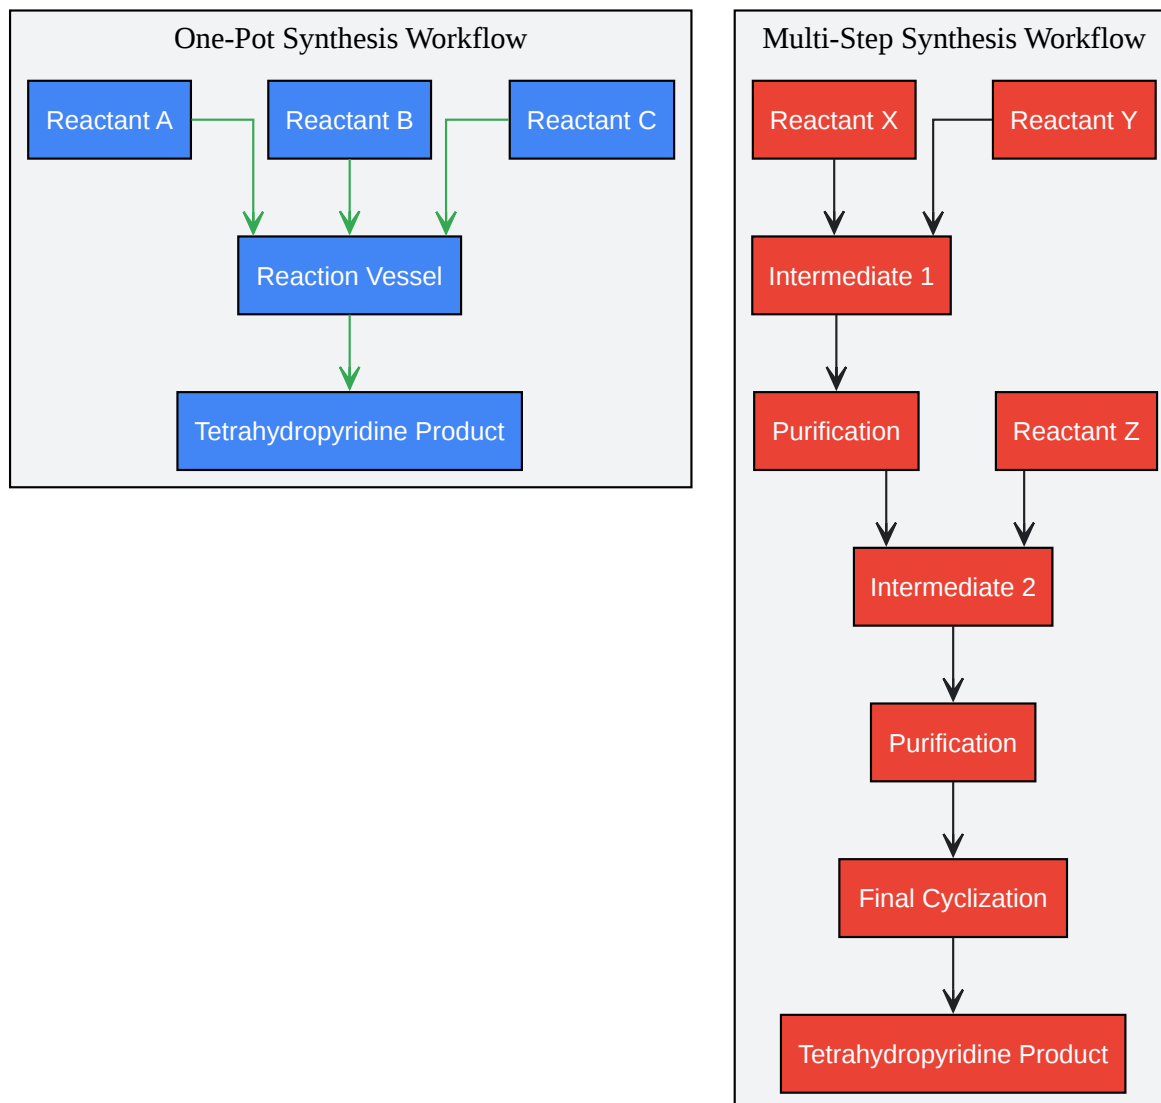 One-Pot Synthesis Workflow
Reactant A
Reactant B
Reactant C
Reaction Vessel
Tetrahydropyridine Product
Multi-Step Synthesis Workflow
Reactant X
Reactant Y
Intermediate 1
Purification
Reactant Z
Intermediate 2
Purification
Final Cyclization
Tetrahydropyridine Product